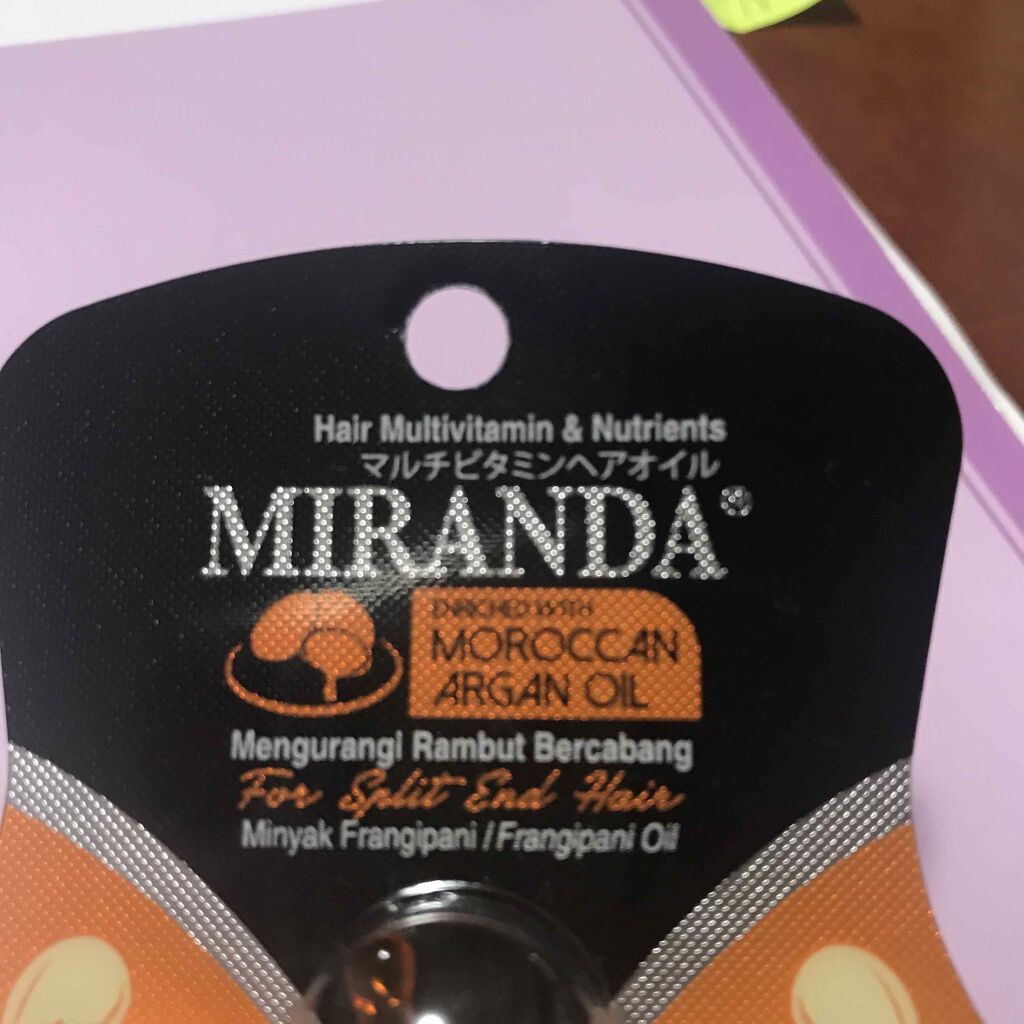 Hair Multivitamin & Nutrients
マルチビタミンヘアオイル
MIRANDA®
ENRICHED WITH
MOROCCAN
ARGAN OIL
Mengurangi Rambut Bercabang
For Split End Hair
Minyak Frangipani / Frangipani Oil